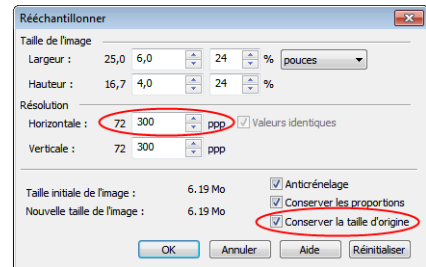 Rééchantillonner
Taille de l'image
Largeur : 25,0 6,0 24 % pouces
Hauteur : 16,7 4,0 24 %
Résolution
Horizontale : 72 300 ppp Valeurs identiques
Verticale : 72 300 ppp
Taille initiale de l'image : 6.19 Mo Anticrénelage
Nouvelle taille de l'image : 6.19 Mo Conserver les proportions
Conserver la taille d'origine
OK Annuler Aide Réinitialiser